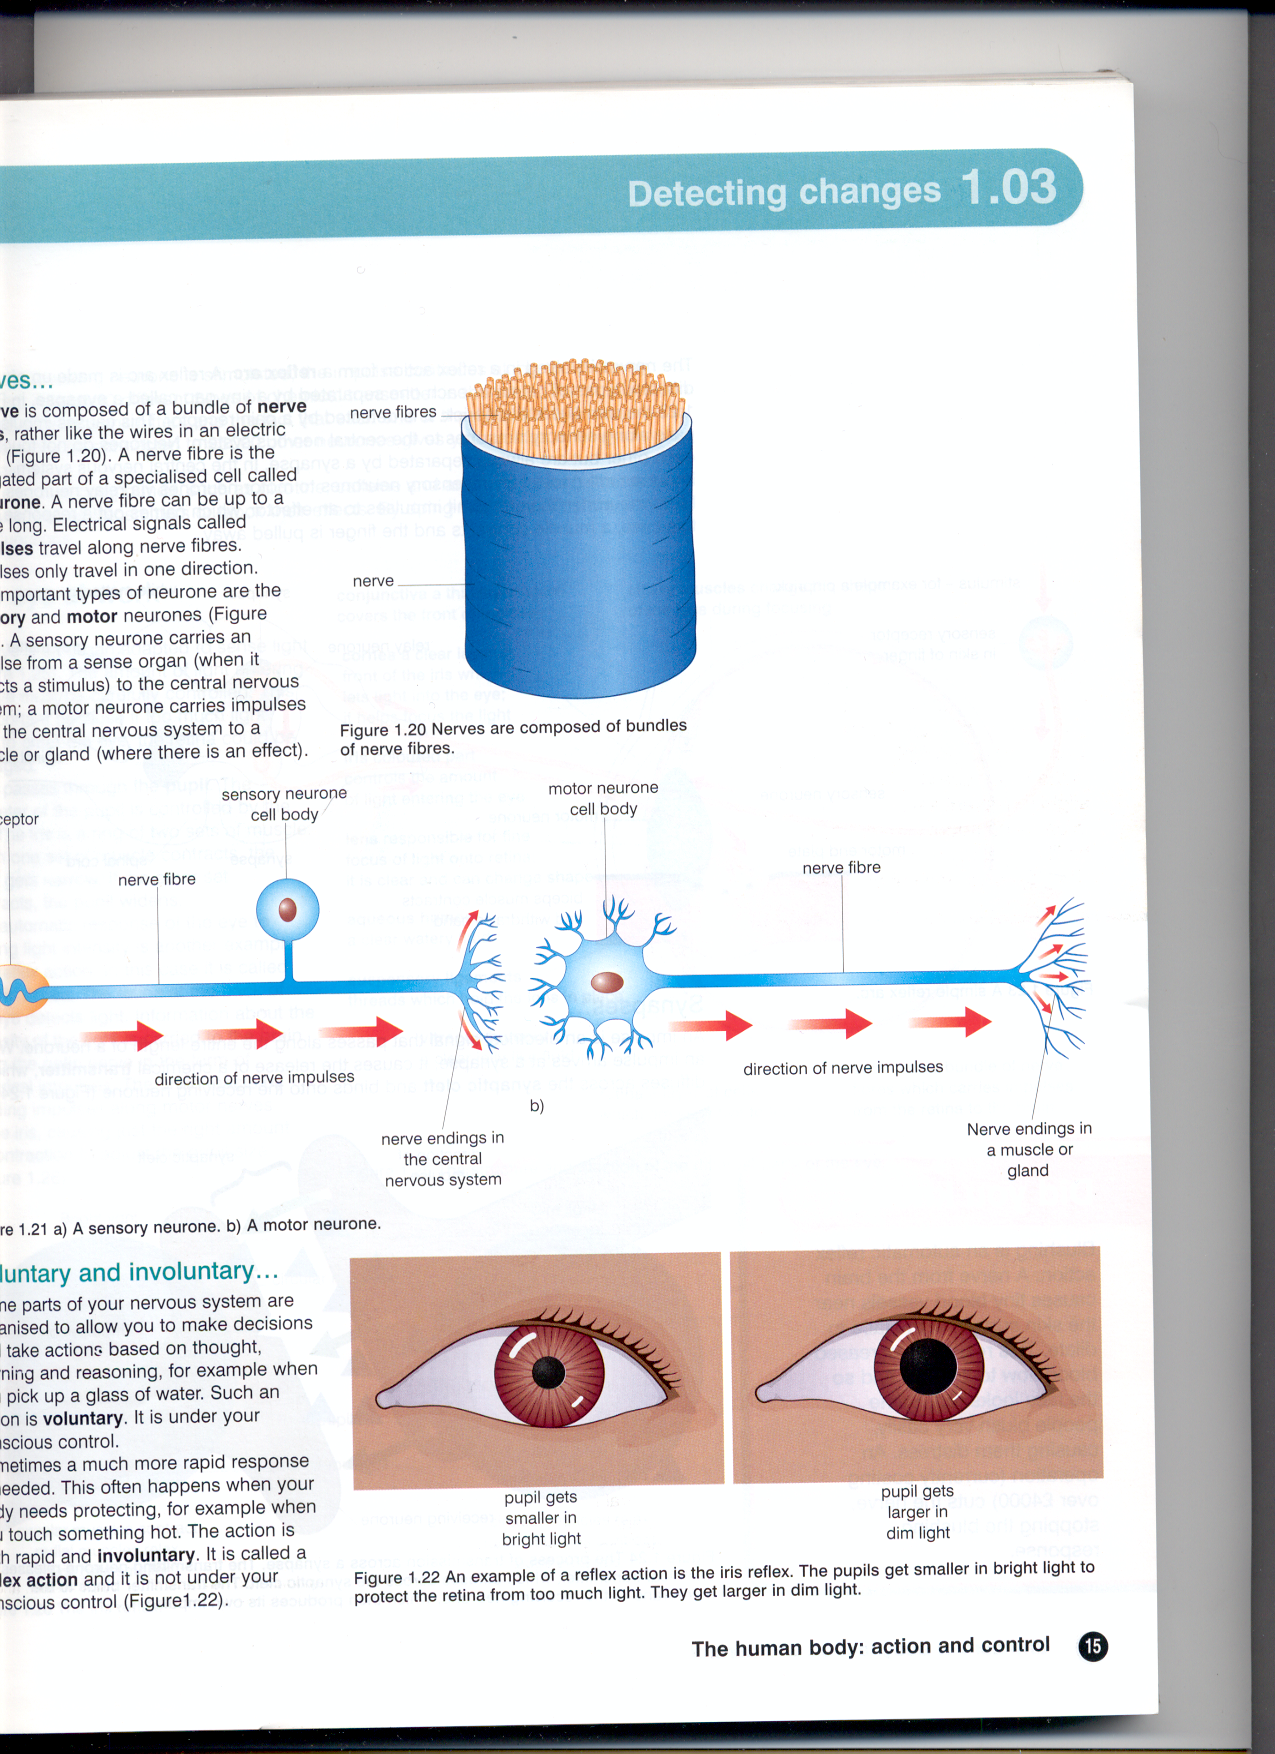 Detecting changes 1.03
ves...
ve is composed of a bundle of nerve
s, rather like the wires in an electric
(Figure 1.20). A nerve fibre is the
gated part of a specialised cell called
urone. A nerve fibre can be up to a
e long. Electrical signals called
lses travel along nerve fibres.
lses only travel in one direction.
mportant types of neurone are the
ory and motor neurones (Figure
. A sensory neurone carries an
lse from a sense organ (when it
cts a stimulus) to the central nervous
em; a motor neurone carries impulses
the central nervous system to a
cle or gland (where there is an effect).
nerve fibres
nerve
Figure 1.20 Nerves are composed of bundles
of nerve fibres.
ceptor
nerve fibre
sensory neurone
cell body
direction of nerve impulses
nerve endings in
the central
nervous system
b)
motor neurone
cell body
nerve fibre
direction of nerve impulses
Nerve endings in
a muscle or
gland
re 1.21 a) A sensory neurone. b) A motor neurone.
luntary and involuntary...
me parts of your nervous system are
anised to allow you to make decisions
take actions based on thought,
rning and reasoning, for example when
pick up a glass of water. Such an
on is voluntary. It is under your
nscious control.
metimes a much more rapid response
needed. This often happens when your
dy needs protecting, for example when
u touch something hot. The action is
h rapid and involuntary. It is called a
lex action and it is not under your
nscious control (Figure1.22).
pupil gets
smaller in
bright light
pupil gets
larger in
dim light
Figure 1.22 An example of a reflex action is the iris reflex. The pupils get smaller in bright light to
protect the retina from too much light. They get larger in dim light.
The human body: action and control 15